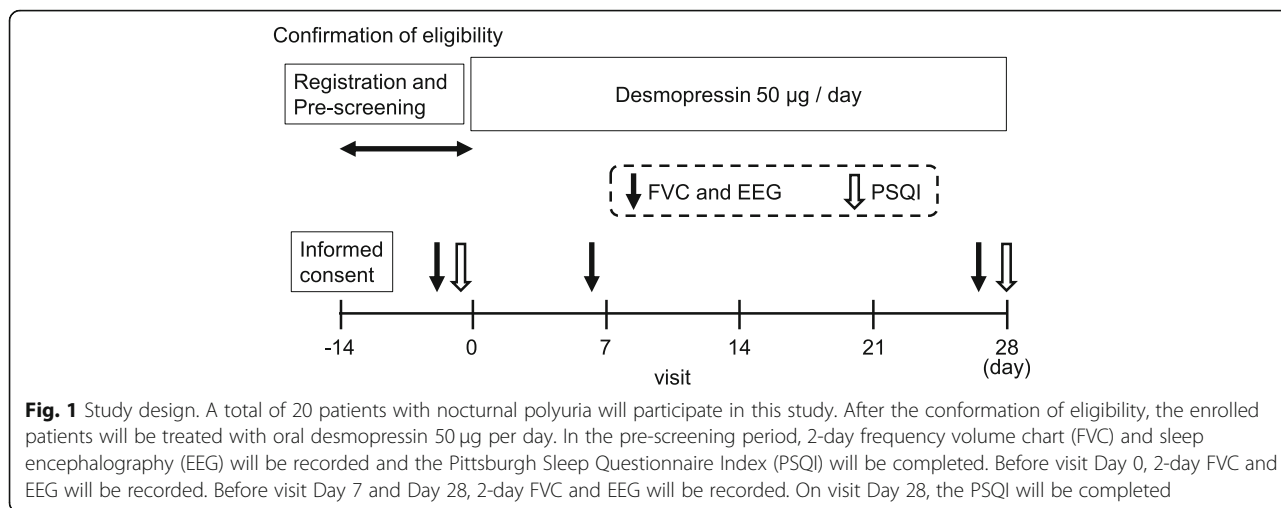 Confirmation of eligibility
Registration and
Pre-screening
Desmopressin 50 µg / day
FVC and EEG
PSQI
Informed
consent
-14 0 7 14 21 28
(day)
visit
Fig. 1 Study design. A total of 20 patients with nocturnal polyuria will participate in this study. After the conformation of eligibility, the enrolled
patients will be treated with oral desmopressin 50 µg per day. In the pre-screening period, 2-day frequency volume chart (FVC) and sleep
encephalography (EEG) will be recorded and the Pittsburgh Sleep Questionnaire Index (PSQI) will be completed. Before visit Day 0, 2-day FVC and
EEG will be recorded. Before visit Day 7 and Day 28, 2-day FVC and EEG will be recorded. On visit Day 28, the PSQI will be completed